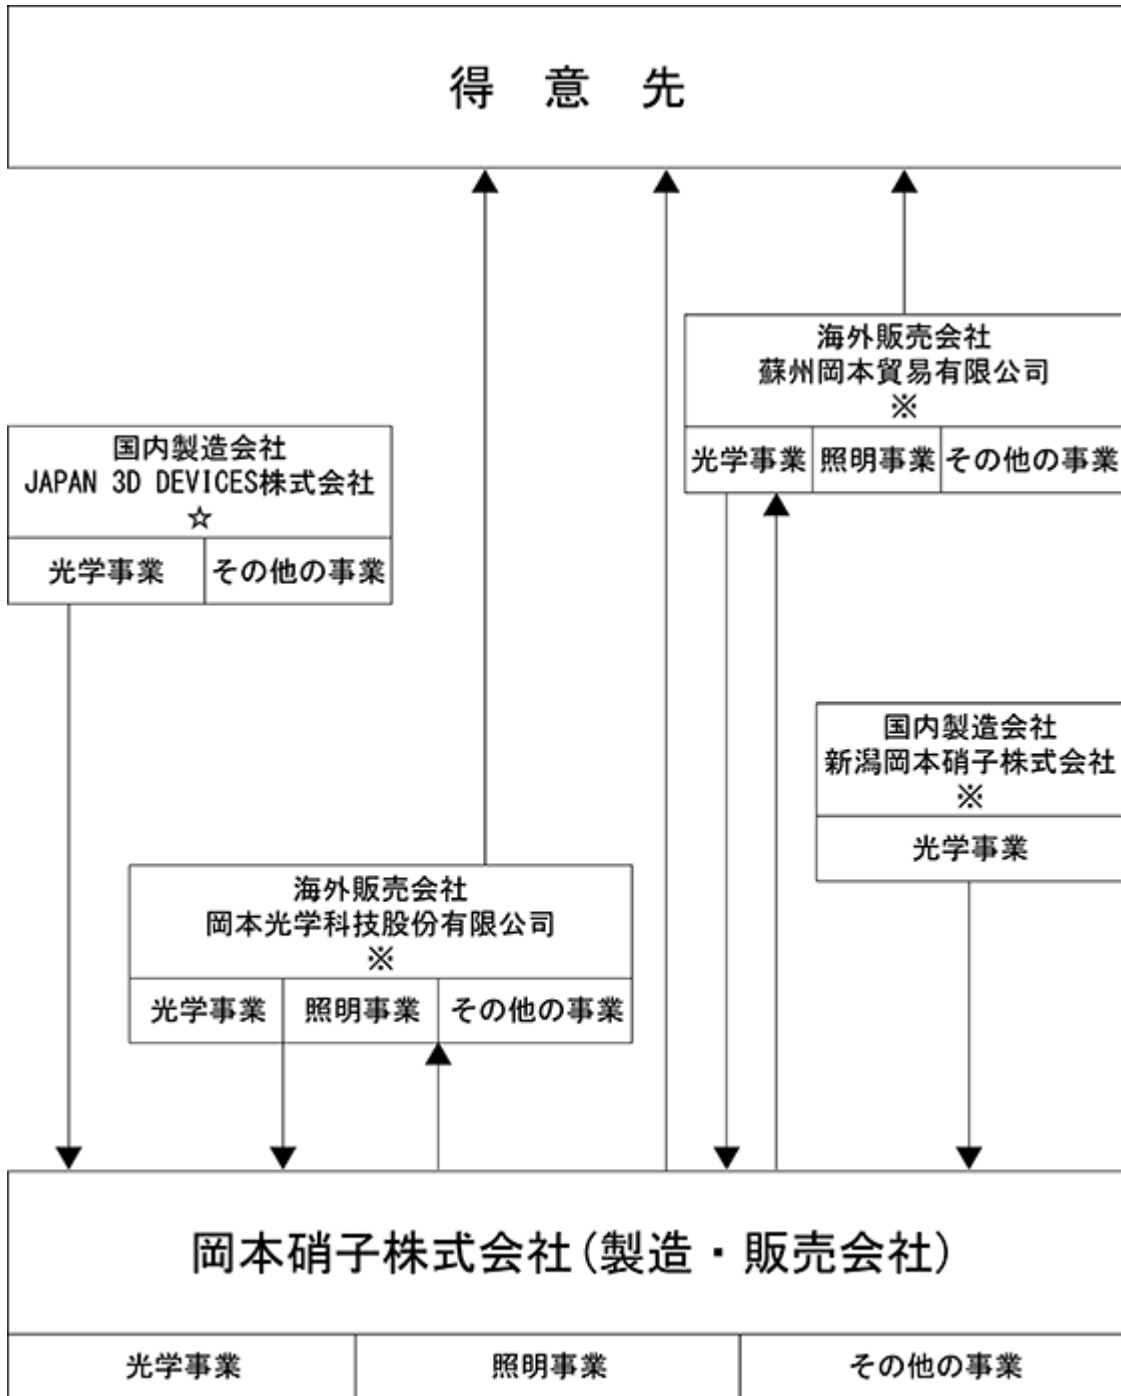 得 意 先
海外販売会社
蘇州岡本貿易有限公司
※
光学事業 照明事業 その他の事業
国内製造会社
JAPAN 3D DEVICES株式会社
☆
光学事業 その他の事業
国内製造会社
新潟岡本硝子株式会社
※
光学事業
海外販売会社
岡本光学科技股份有限公司
※
光学事業 照明事業 その他の事業
岡本硝子株式会社(製造・販売会社)
光学事業 照明事業 その他の事業